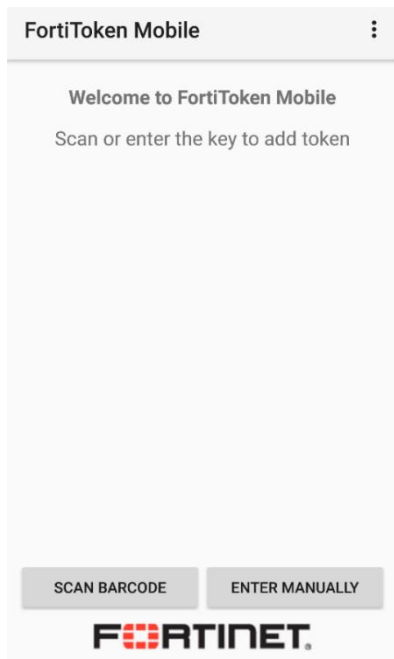 FortiToken Mobile
Welcome to FortiToken Mobile
Scan or enter the key to add token
SCAN BARCODE
ENTER MANUALLY
FORTINET®